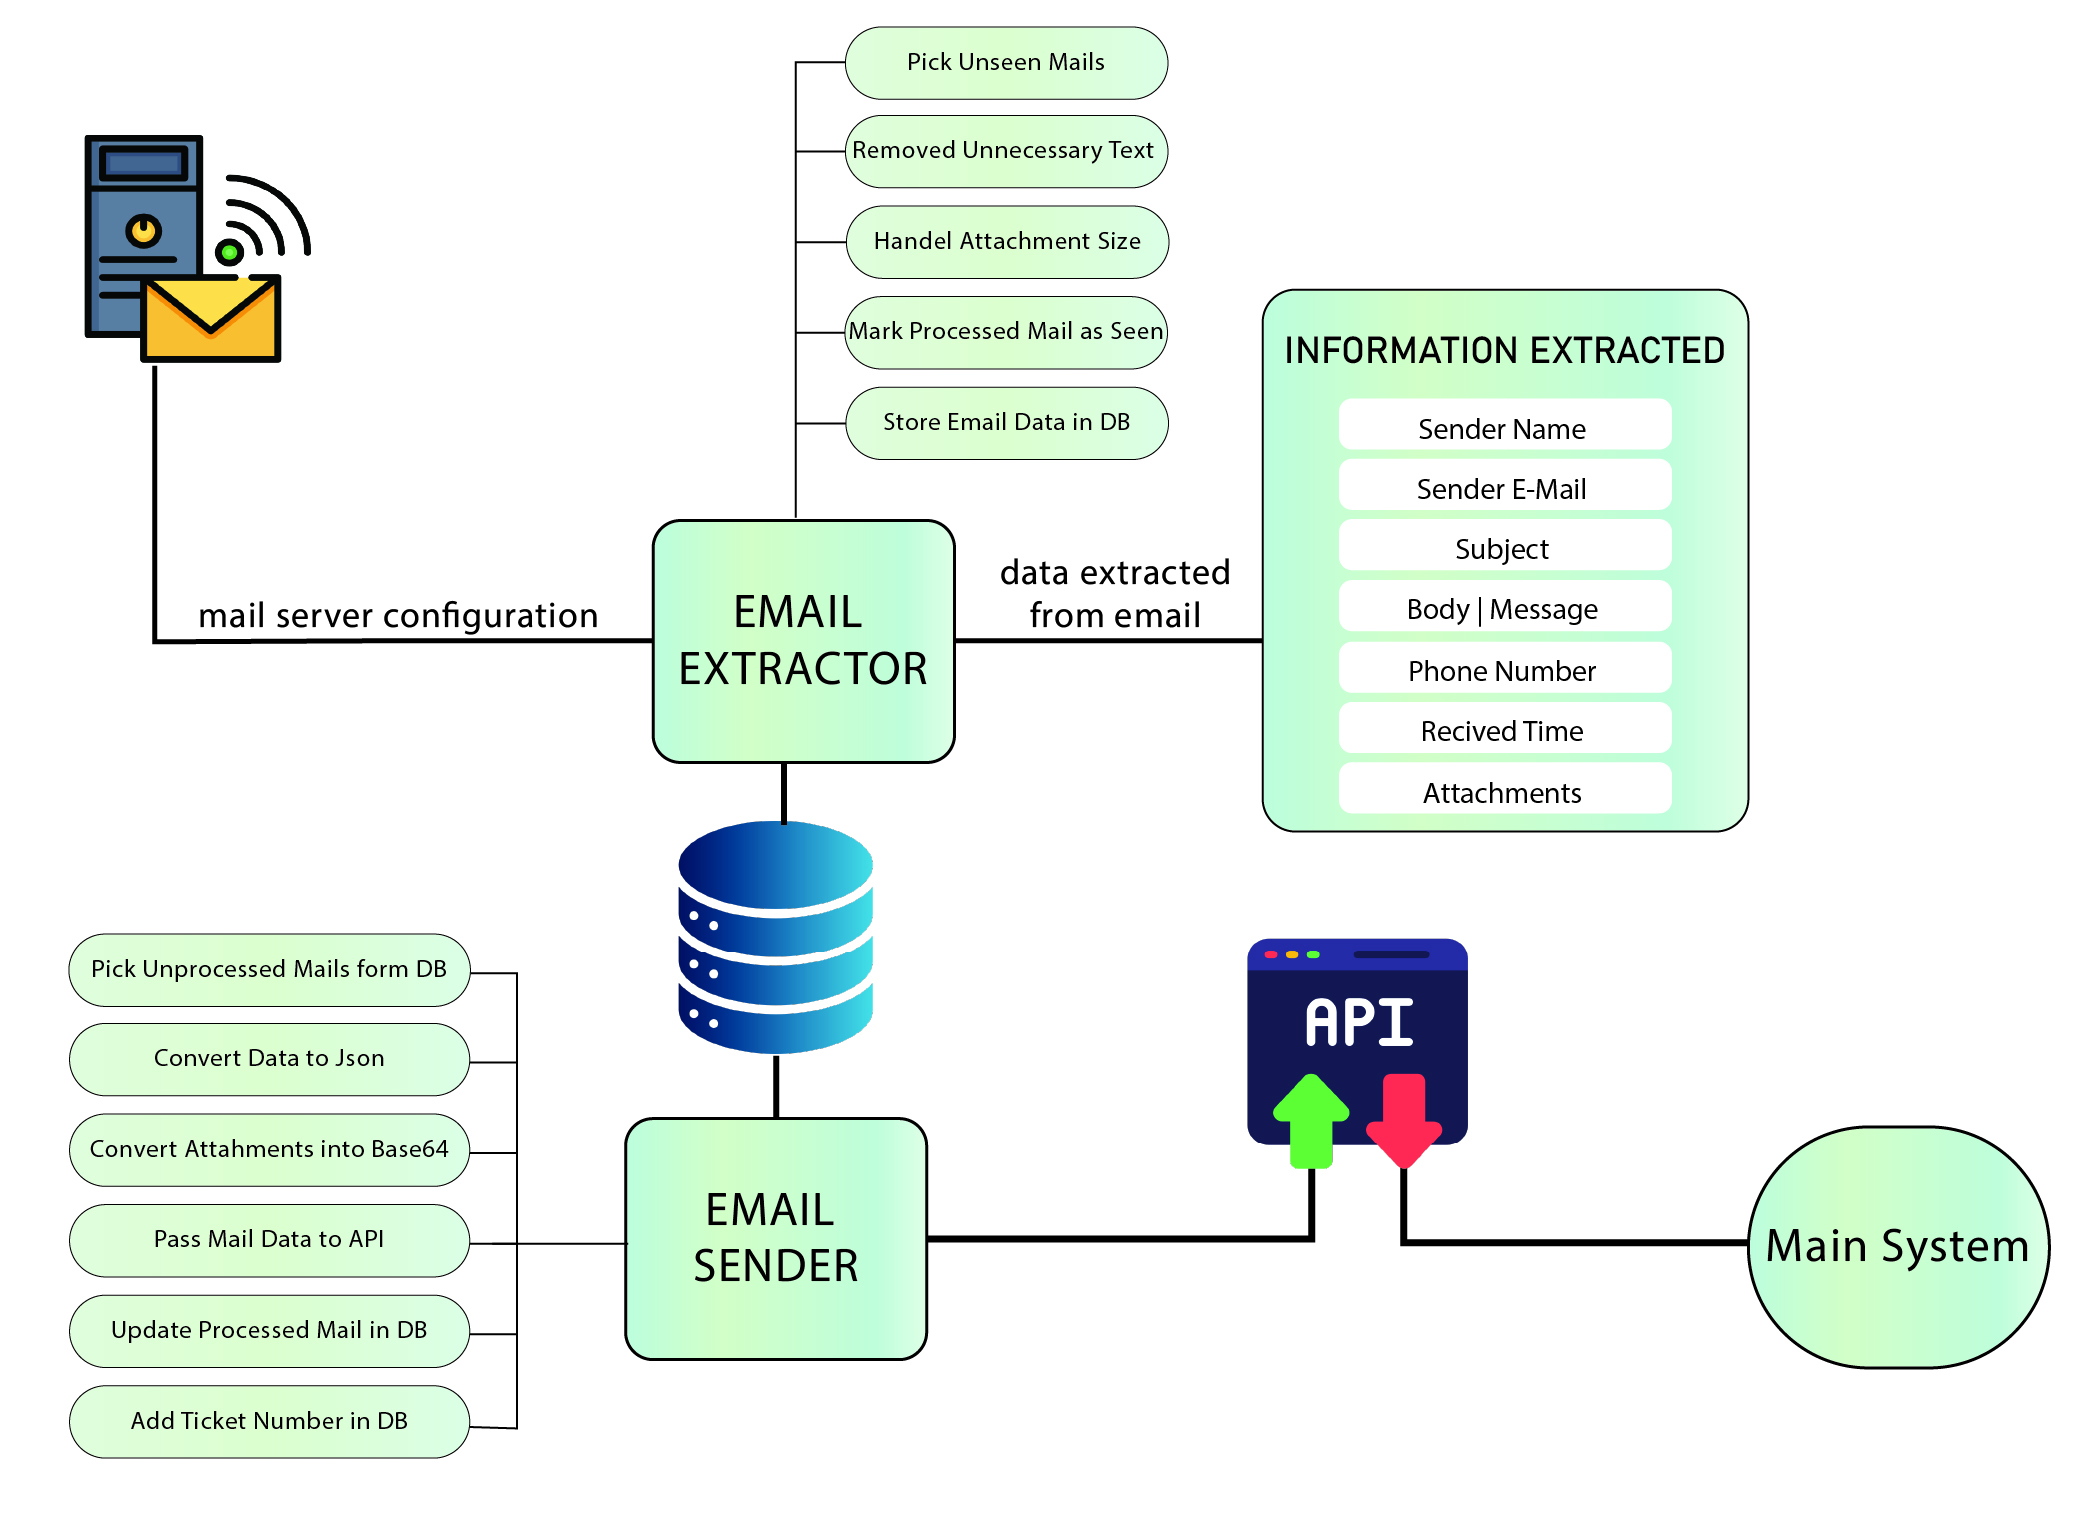 Pick Unseen Mails
Removed Unnecessary Text
Handel Attachment Size
Mark Processed Mail as Seen
Store Email Data in DB
mail server configuration
EMAIL
EXTRACTOR
data extracted
from email
INFORMATION EXTRACTED
Sender Name
Sender E-Mail
Subject
Body | Message
Phone Number
Recived Time
Attachments
Pick Unprocessed Mails form DB
Convert Data to Json
Convert Attahments into Base64
Pass Mail Data to API
Update Processed Mail in DB
Add Ticket Number in DB
EMAIL
SENDER
API
Main System